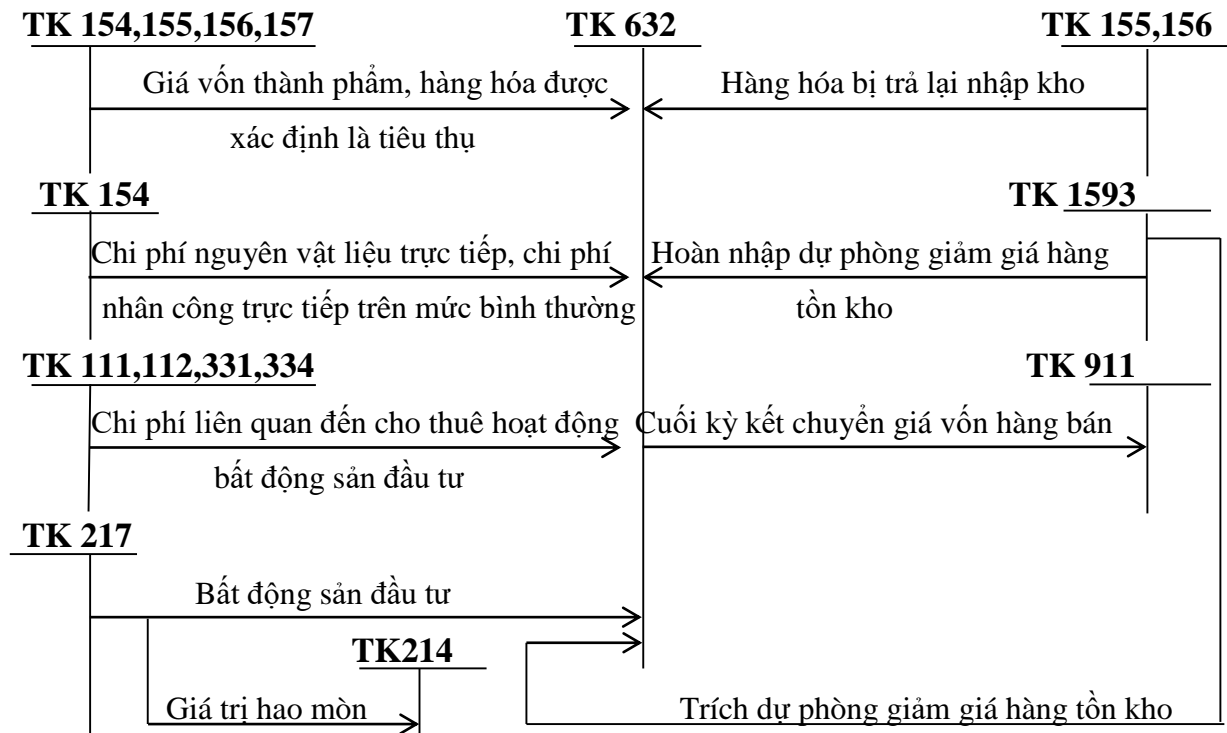 TK 154,155,156,157 TK 632 TK 155,156
Giá vốn thành phẩm, hàng hóa được Hàng hóa bị trả lại nhập kho
xác định là tiêu thụ
TK 154 TK 1593
Chi phí nguyên vật liệu trực tiếp, chi phí Hoàn nhập dự phòng giảm giá hàng
nhân công trực tiếp trên mức bình thường tồn kho
TK 111,112,331,334 TK 911
Chi phí liên quan đến cho thuê hoạt động Cuối kỳ kết chuyển giá vốn hàng bán
bất động sản đầu tư
TK 217
Bất động sản đầu tư
TK214
Giá trị hao mòn Trích dự phòng giảm giá hàng tồn kho